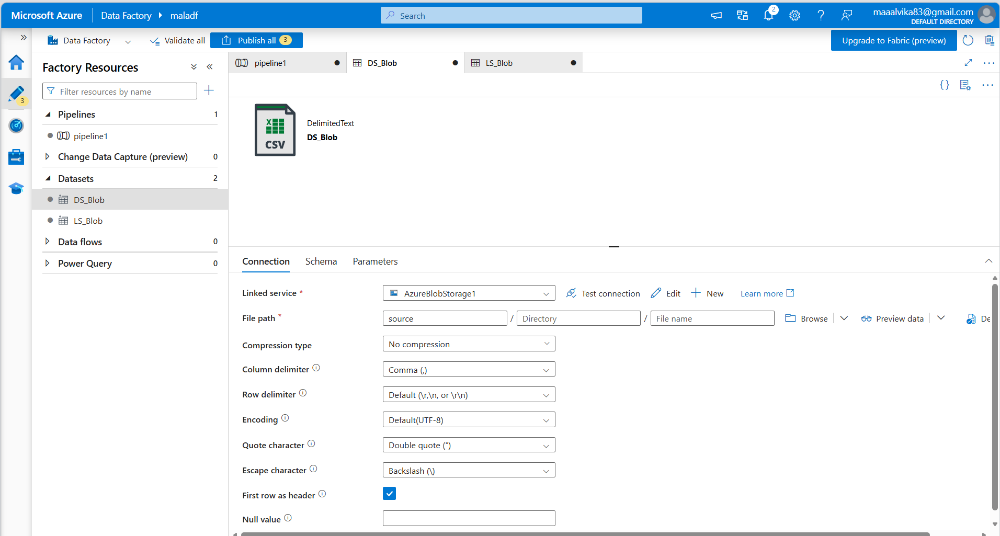 Microsoft Azure
Data Factory
maladf
Search
2
maaalvika83@gmail.com
DEFAULT DIRECTORY
Data Factory
Validate all
Publish all
3
Upgrade to Fabric (preview)
Factory Resources
3
Filter resources by name
Pipelines
1
pipeline1
Change Data Capture (preview)
0
Datasets
2
DS_Blob
LS_Blob
Data flows
0
Power Query
0
pipeline1
DS_Blob
LS_Blob
X
CSV
DelimitedText
DS_Blob
Connection
Schema
Parameters
Linked service *
AzureBlobStorage1
Test connection
Edit
New
Learn more
File path *
source
/
Directory
/
File name
Browse
Preview data
De
Compression type
No compression
Column delimiter
Comma (,)
Row delimiter
Default (\r,\n, or \r\n)
Encoding
Default(UTF-8)
Quote character
Double quote (")
Escape character
Backslash (\)
First row as header
Null value